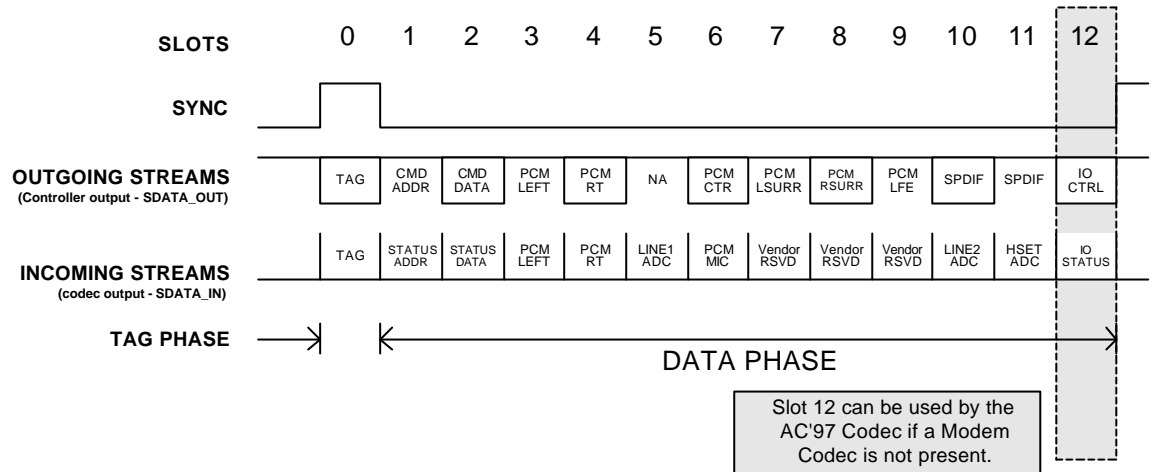 SLOTS 0 1 2 3 4 5 6 7 8 9 10 11 12
SYNC
OUTGOING STREAMS
(Controller output - SDATA_OUT)
TAG
CMD
ADDR
CMD
DATA
PCM
LEFT
PCM
RT
NA
PCM
CTR
PCM
LSURR
PCM
RSURR
PCM
LFE
SPDIF
SPDIF
IO
CTRL
INCOMING STREAMS
(codec output - SDATA_IN)
TAG
STATUS
ADDR
STATUS
DATA
PCM
LEFT
PCM
RT
LINE1
ADC
PCM
MIC
Vendor
RSVD
Vendor
RSVD
Vendor
RSVD
LINE2
ADC
HSET
ADC
IO
STATUS
TAG PHASE
DATA PHASE
Slot 12 can be used by the
AC'97 Codec if a Modem
Codec is not present.